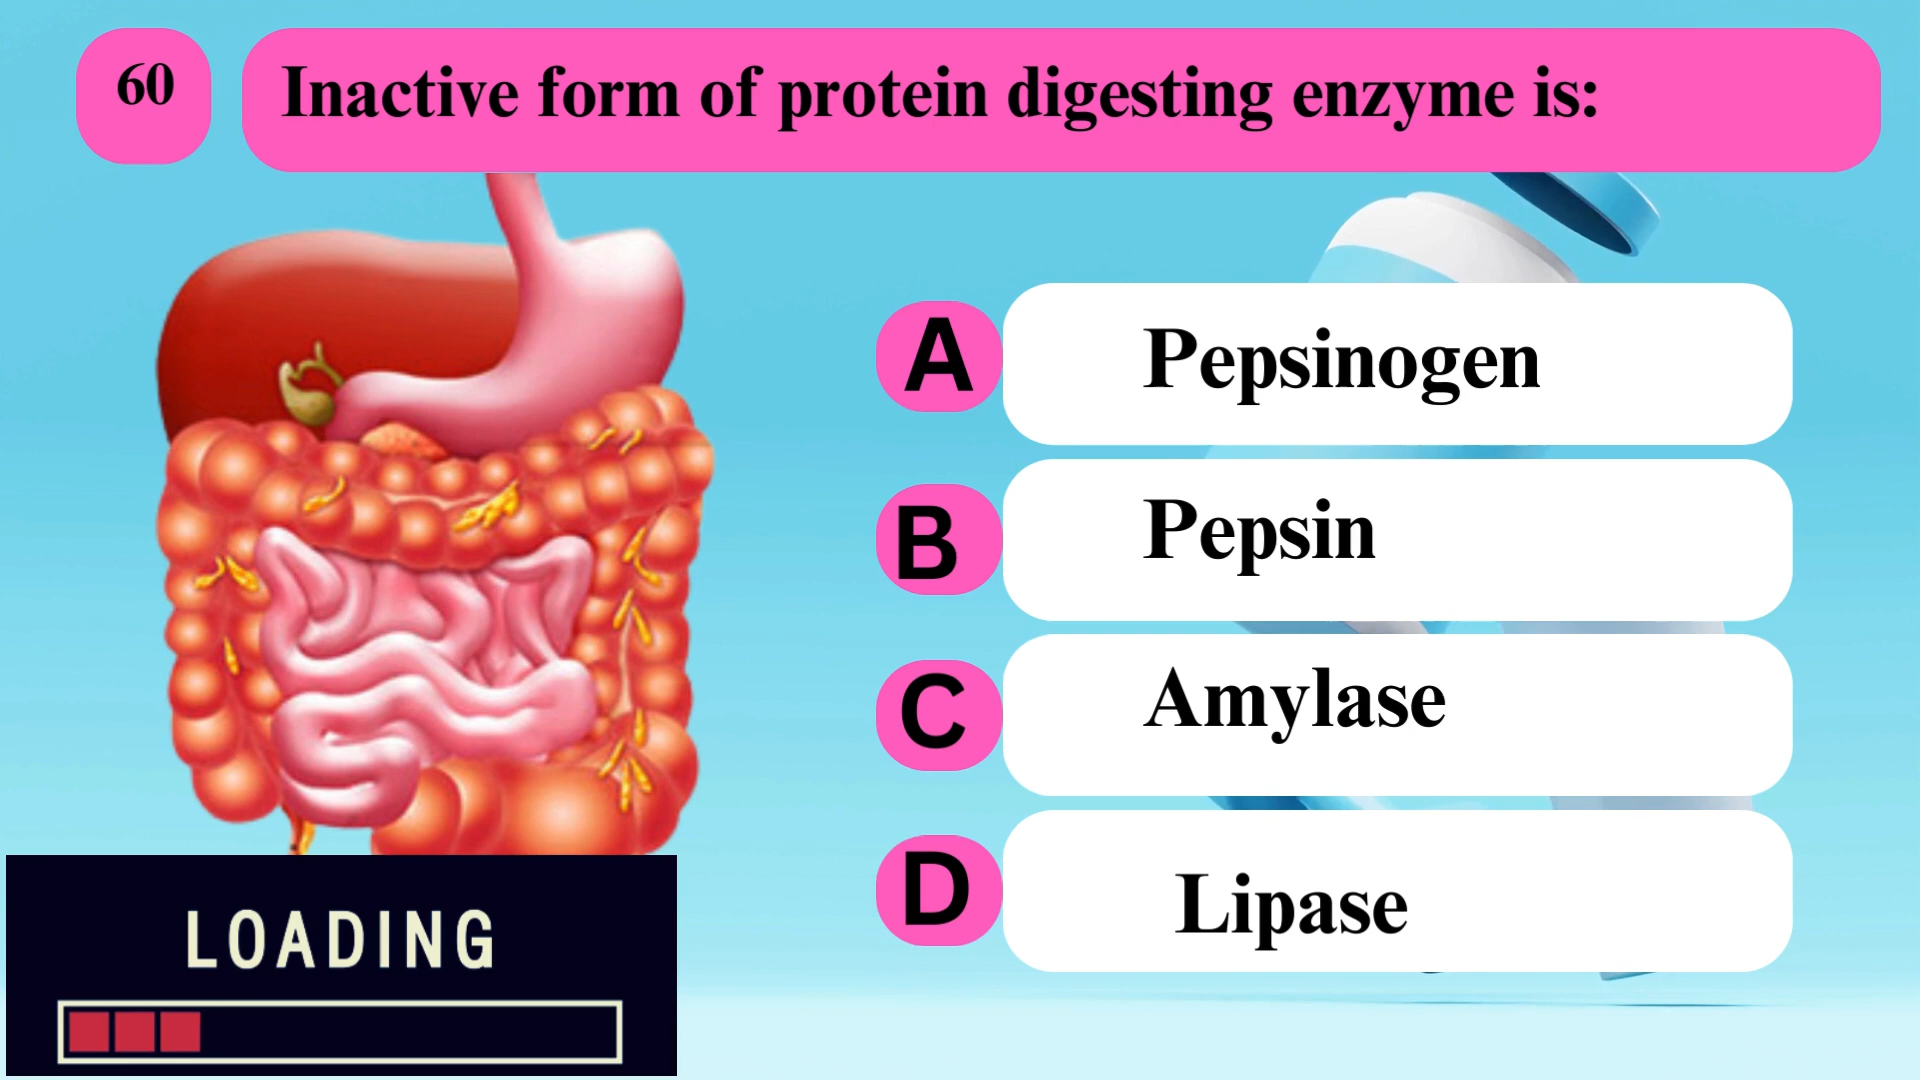 60
Inactive form of protein digesting enzyme is:
A
Pepsinogen
B
Pepsin
C
Amylase
D
Lipase
LOADING